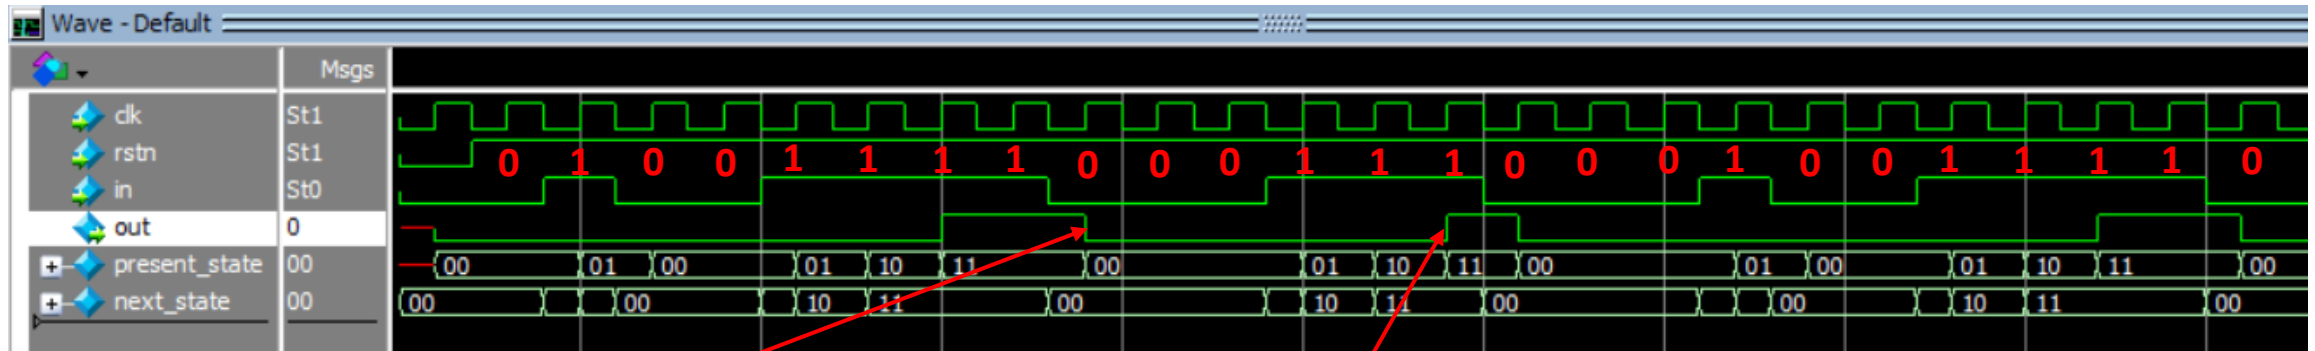 Wave - Default
Msgs
clk St1
rstn St1 0 1 0 0 1 1 1 1 0 0 0 1 1 1 0 0 0 1 0 0 1 1 1 1 0
in St0
out 0
present_state 00 00 01 00 01 10 11 00 01 10 11 00 01 00 01 10 11 00
next_state 00 00 00 10 11 00 10 11 00 00 10 11 00